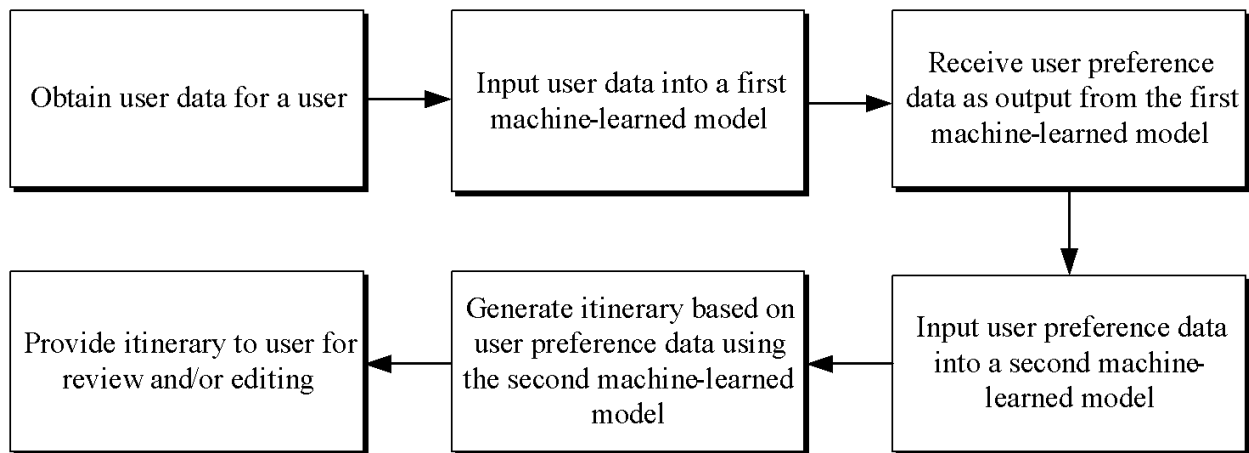 Obtain user data for a user
Input user data into a first
machine-learned model
Receive user preference
data as output from the first
machine-learned model
Input user preference data
into a second machine-
learned model
Generate itinerary based on
user preference data using
the second machine-learned
model
Provide itinerary to user for
review and/or editing